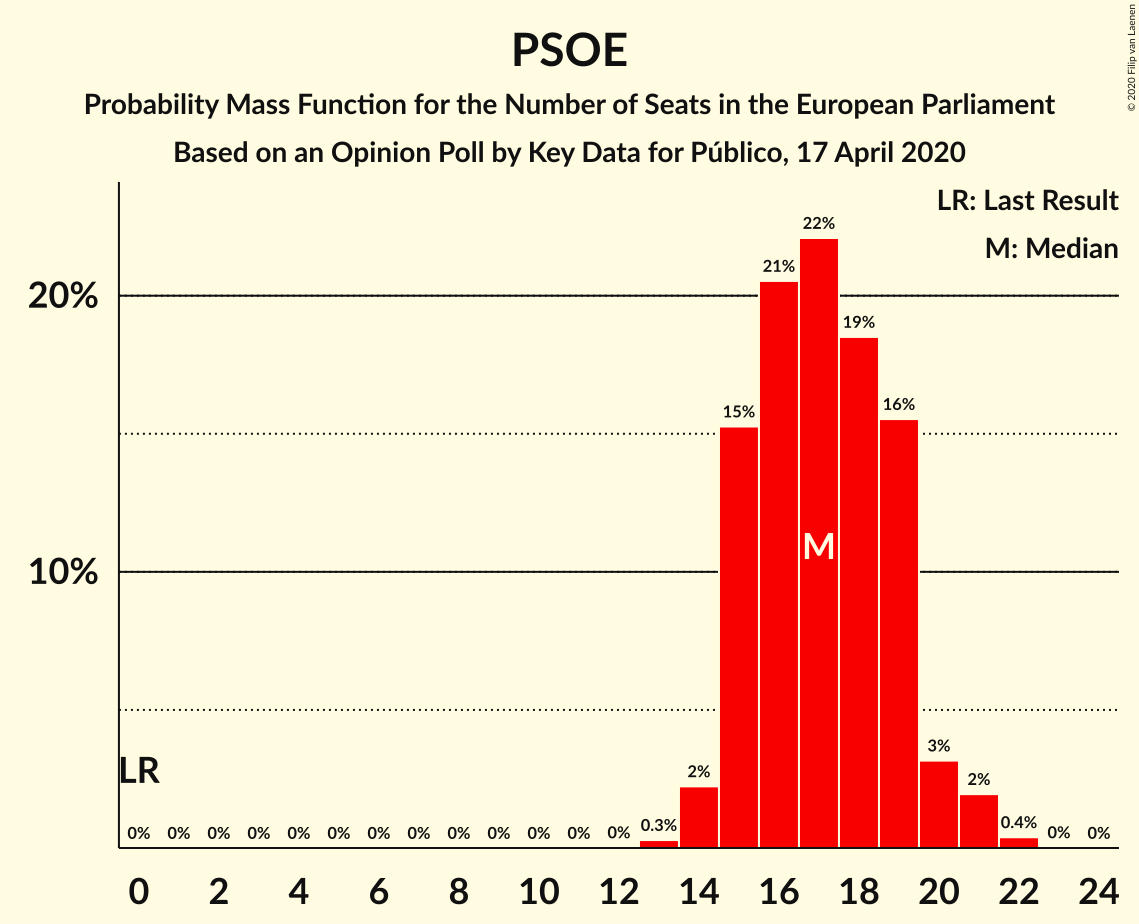 PSOE
Probability Mass Function for the Number of Seats in the European Parliament
Based on an Opinion Poll by Key Data for Público, 17 April 2020
© 2020 Filip van Laenen
LR: Last Result
M: Median
22%
21%
20%
19%
16%
15%
M
10%
LR
3%
2%
2%
0% 0% 0% 0% 0% 0% 0% 0% 0% 0% 0% 0% 0% 0.3% 0.4% 0% 0%
0 2 4 6 8 10 12 14 16 18 20 22 24